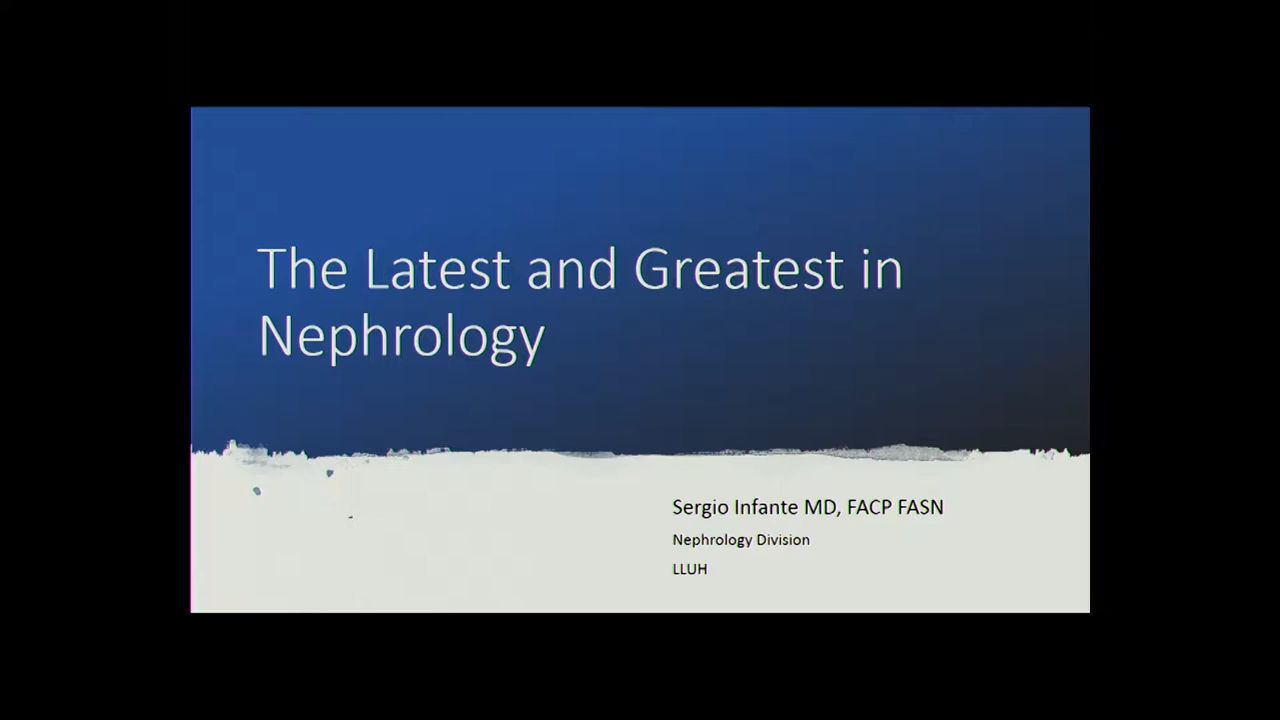 The Latest and Greatest in
Nephrology
Sergio Infante MD, FACP FASN
Nephrology Division
LLUH